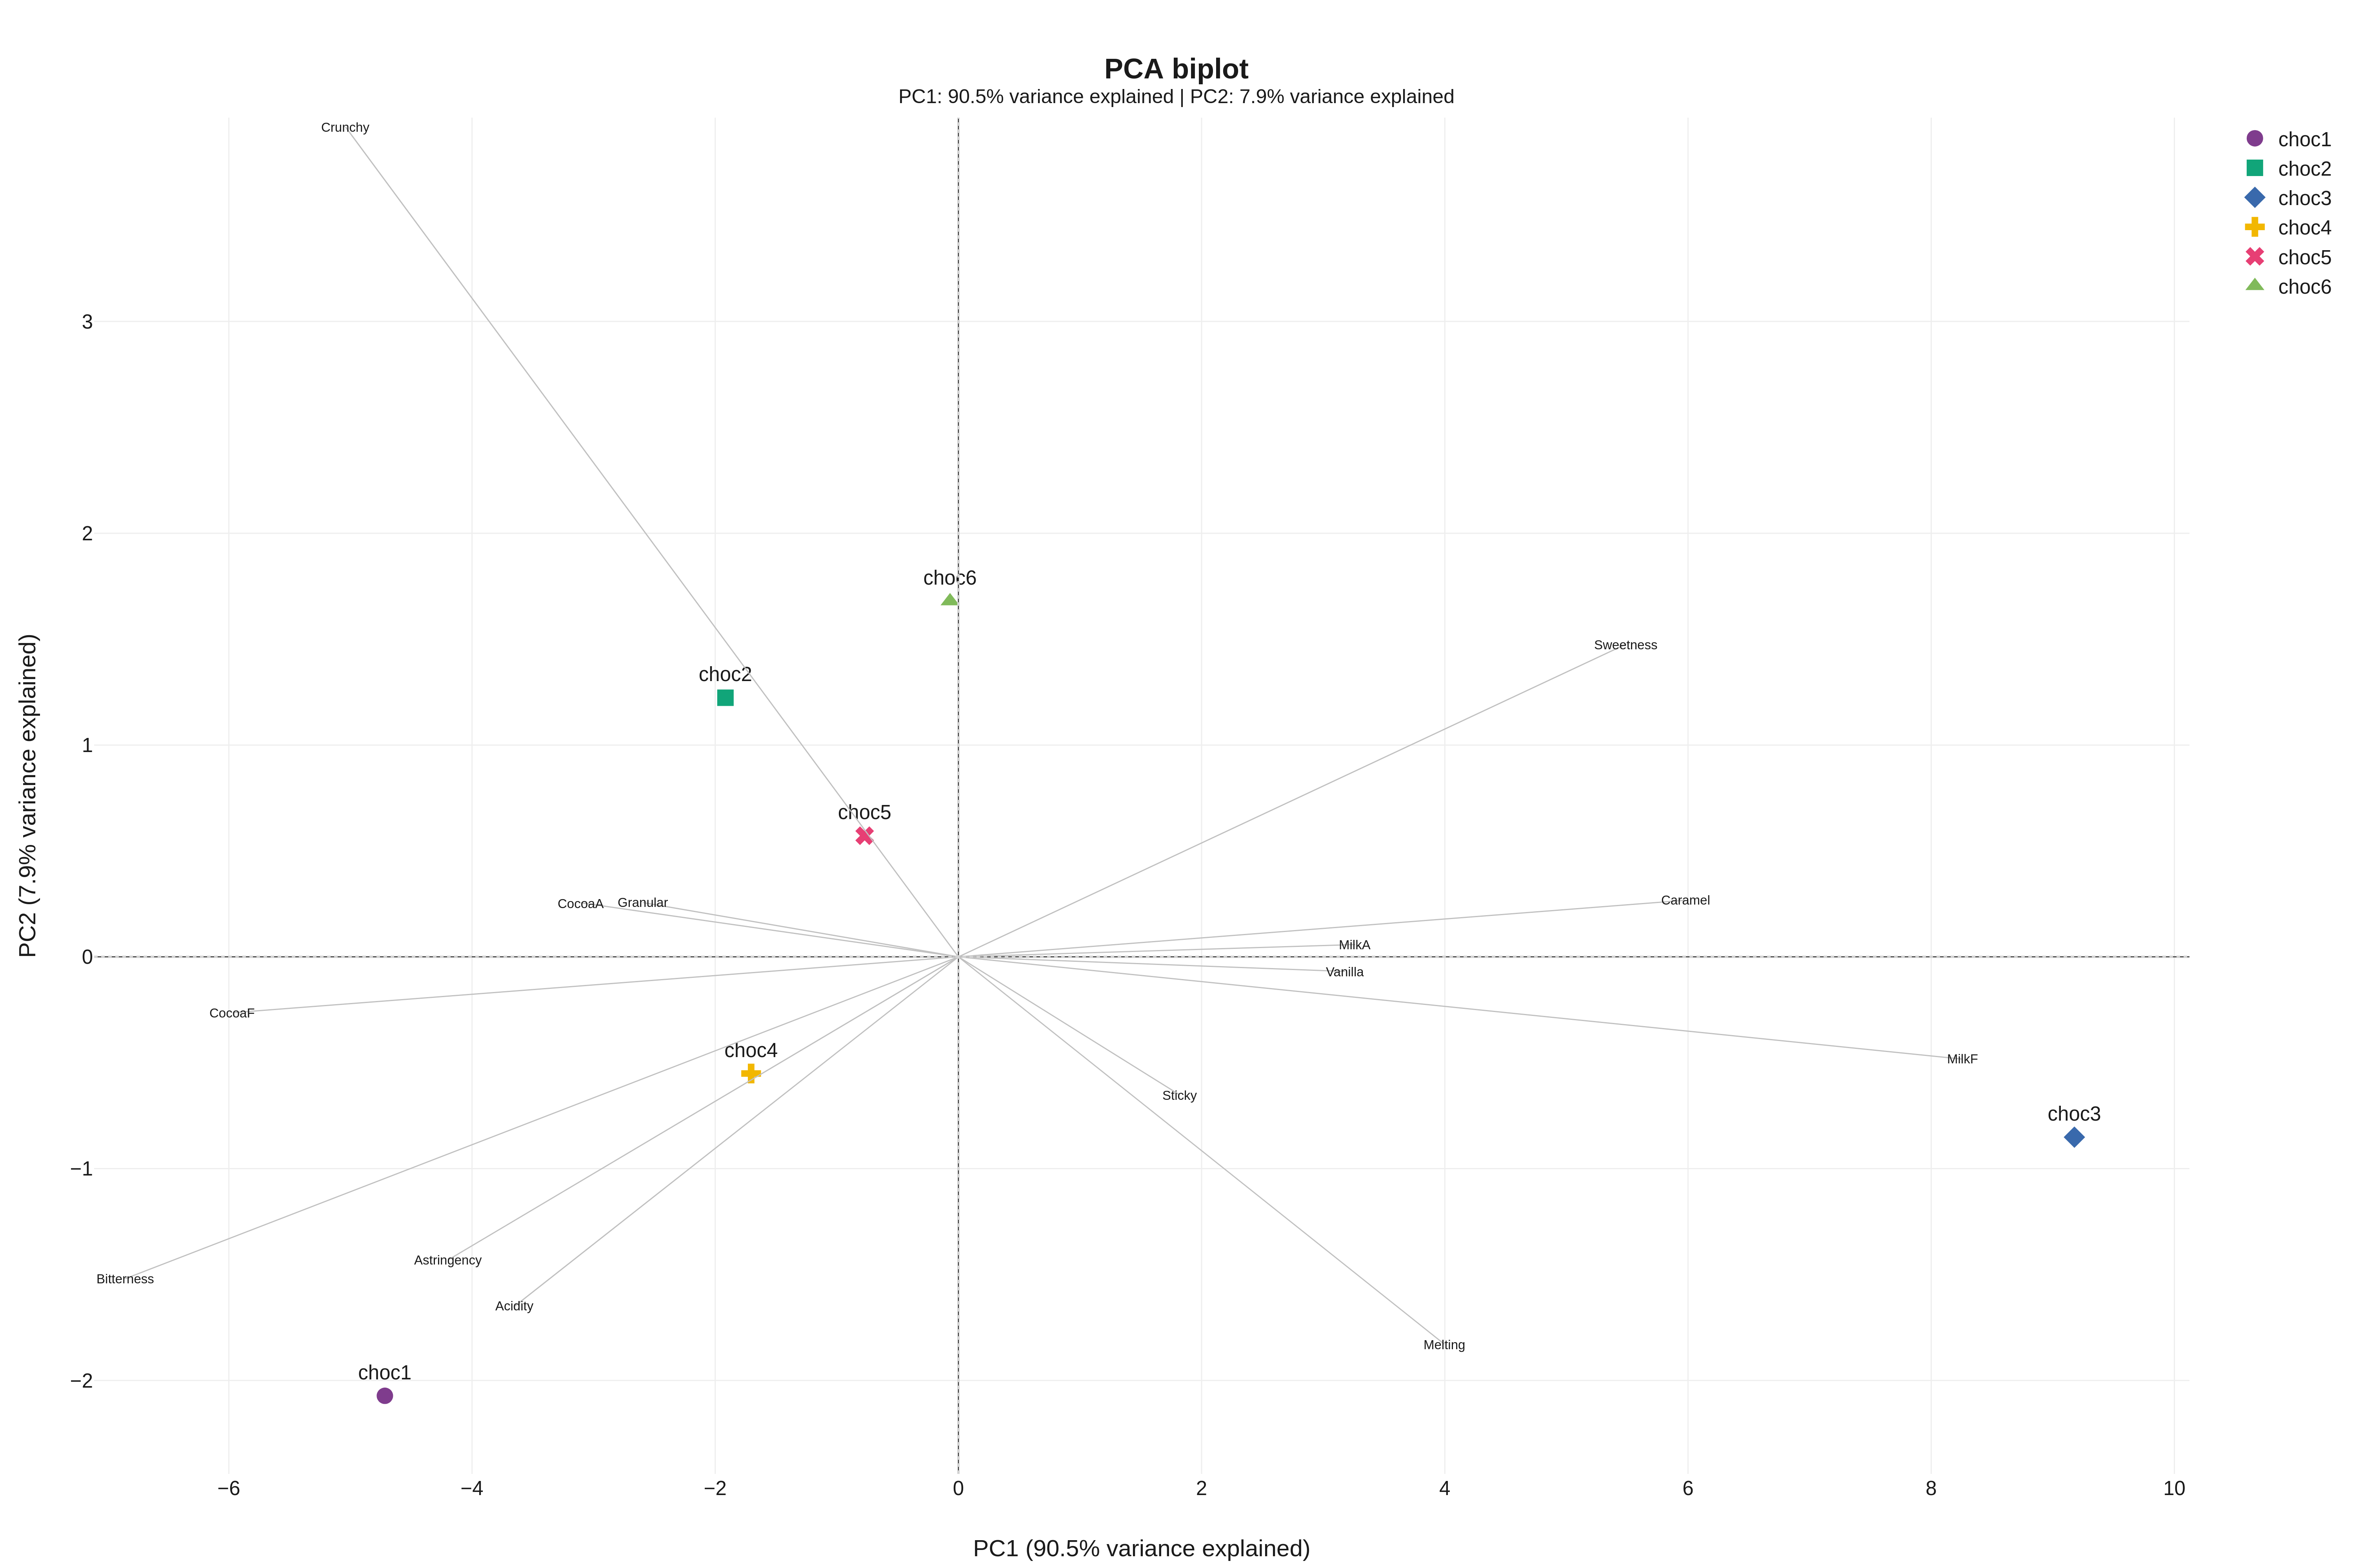 PCA biplot
PC1: 90.5% variance explained | PC2: 7.9% variance explained
Crunchy
choc1
choc2
choc3
choc4
choc5
choc6
3
2
choc6
Sweetness
choc2
1
choc5
CocoaA
Granular
Caramel
MilkA
0
Vanilla
CocoaF
choc4
MilkF
Sticky
choc3
−1
Astringency
Bitterness
Acidity
Melting
choc1
−2
−6
−4
−2
0
2
4
6
8
10
PC1 (90.5% variance explained)
PC2 (7.9% variance explained)